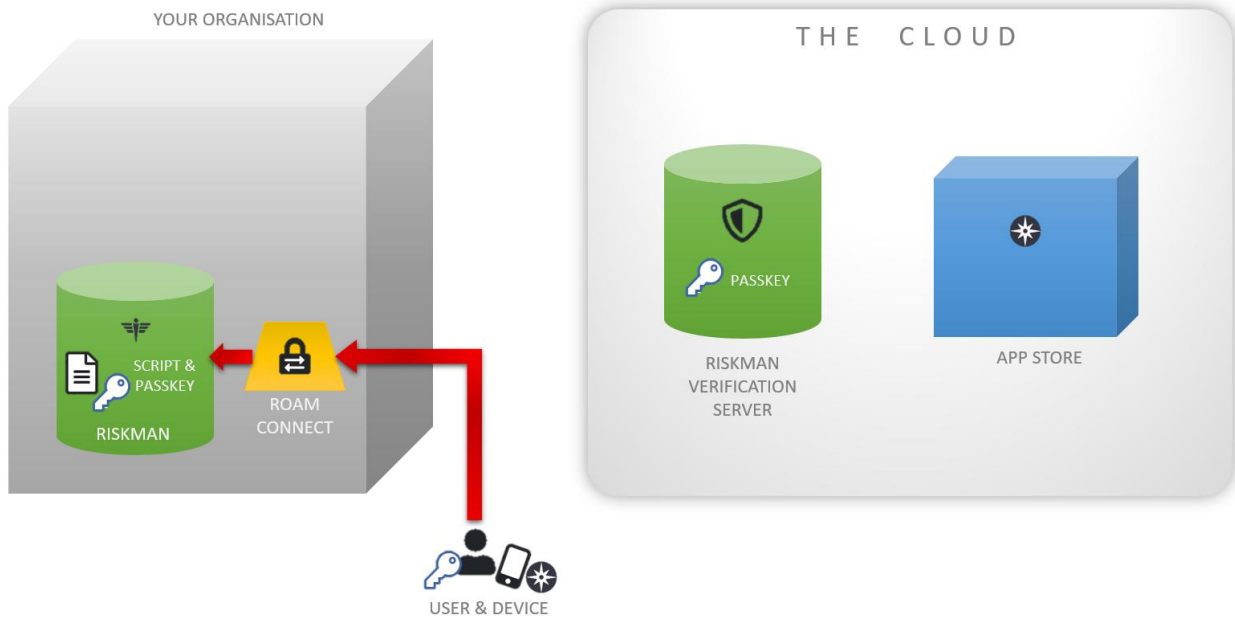 YOUR ORGANISATION
THE CLOUD
SCRIPT &
PASSKEY
RISKMAN
ROAM
CONNECT
PASSKEY
RISKMAN
VERIFICATION
SERVER
APP STORE
USER & DEVICE